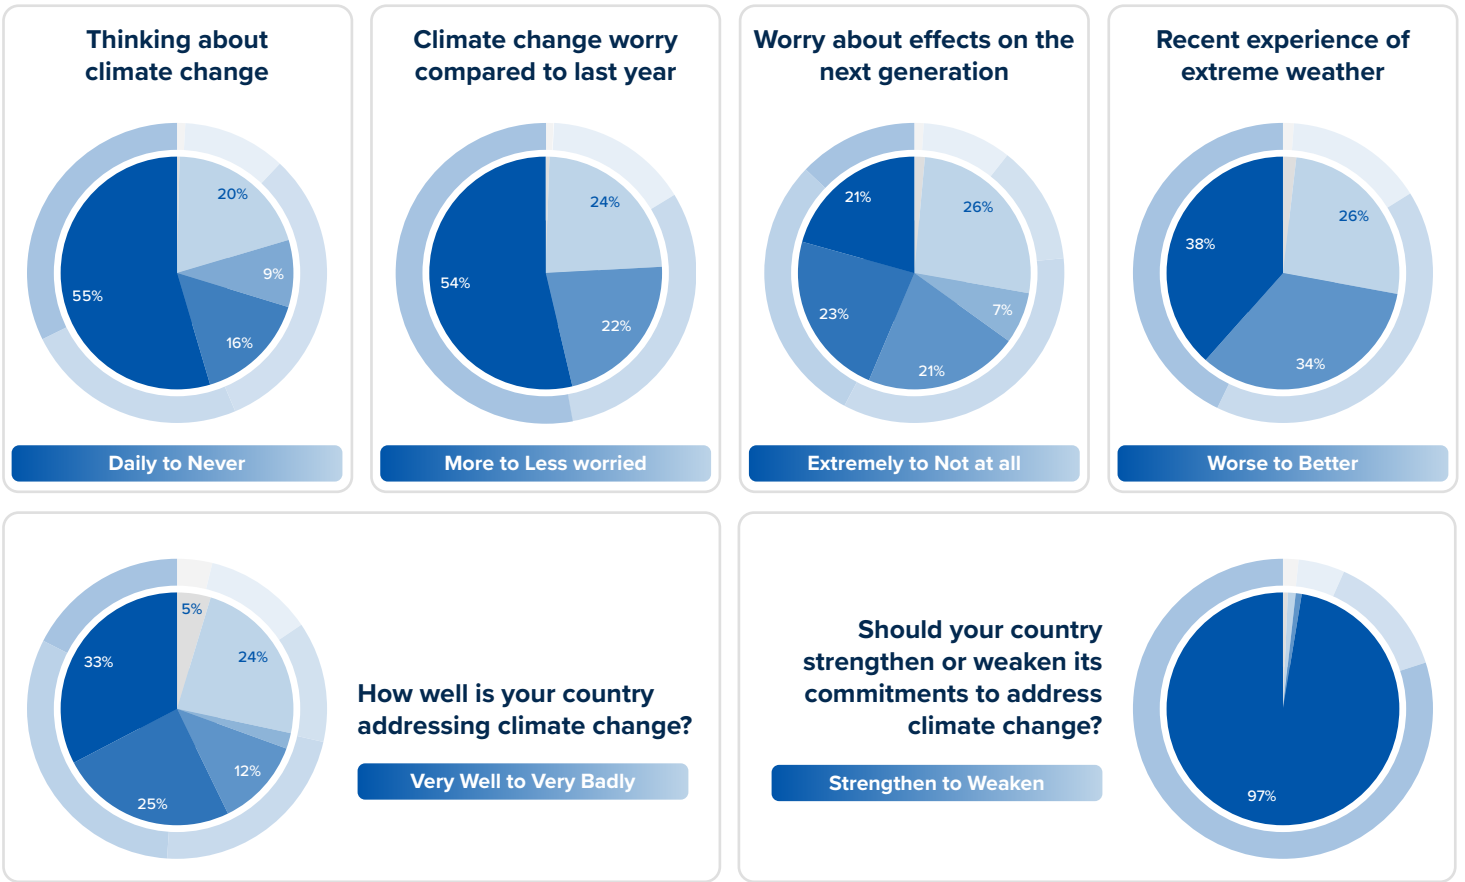 Thinking about
climate change
20%
9%
16%
55%
Daily to Never
Climate change worry
compared to last year
24%
22%
54%
More to Less worried
Worry about effects on the
next generation
26%
7%
21%
23%
21%
Extremely to Not at all
Recent experience of
extreme weather
26%
34%
38%
Worse to Better
5%
24%
12%
25%
33%
How well is your country
addressing climate change?
Very Well to Very Badly
Should your country
strengthen or weaken its
commitments to address
climate change?
Strengthen to Weaken
97%